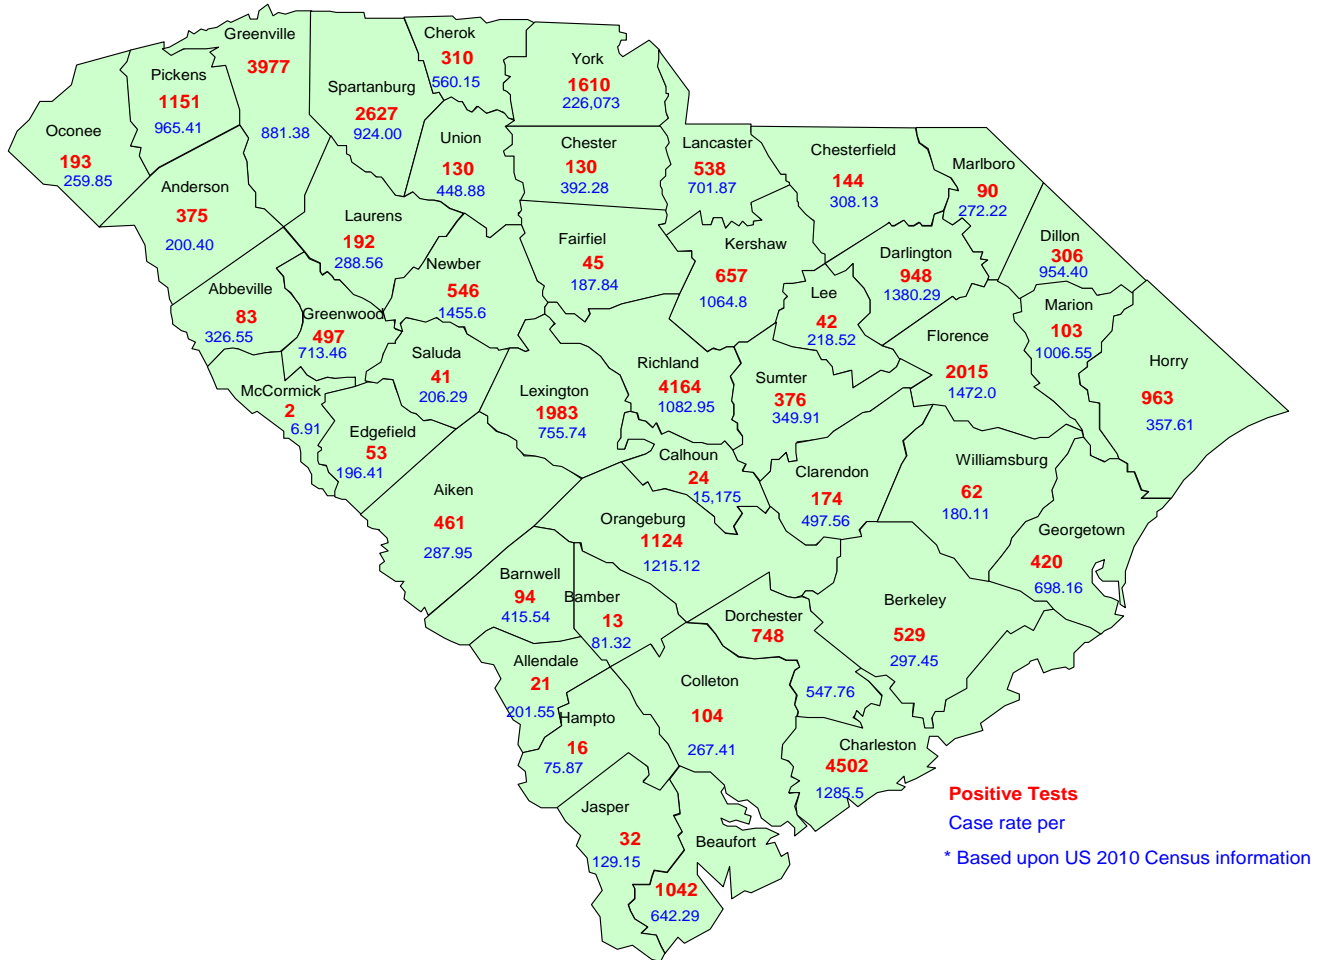 Greenville
3977
881.38
Cherok
310
560.15
York
1610
226,073
Pickens
1151
965.41
Spartanburg
2627
924.00
Oconee
193
259.85
Union
130
448.88
Chester
130
392.28
Lancaster
538
701.87
Chesterfield
144
308.13
Marlboro
90
272.22
Anderson
375
200.40
Laurens
192
288.56
Fairfiel
45
187.84
Kershaw
657
1064.8
Darlington
948
1380.29
Dillon
306
954.40
Newber
546
1455.6
Abbeville
83
326.55
Greenwood
497
713.46
Lee
42
218.52
Marion
103
1006.55
Florence
2015
1472.0
Horry
963
357.61
Saluda
41
206.29
Lexington
1983
755.74
Richland
4164
1082.95
Sumter
376
349.91
McCormick
2
6.91
Edgefield
53
196.41
Calhoun
24
15,175
Clarendon
174
497.56
Williamsburg
62
180.11
Aiken
461
287.95
Orangeburg
1124
1215.12
Georgetown
420
698.16
Barnwell
94
415.54
Bamber
13
81.32
Dorchester
748
547.76
Berkeley
529
297.45
Allendale
21
201.55
Colleton
104
267.41
Hampto
16
75.87
Charleston
4502
1285.5
Jasper
32
129.15
Beaufort
1042
642.29
Positive Tests
Case rate per
* Based upon US 2010 Census information